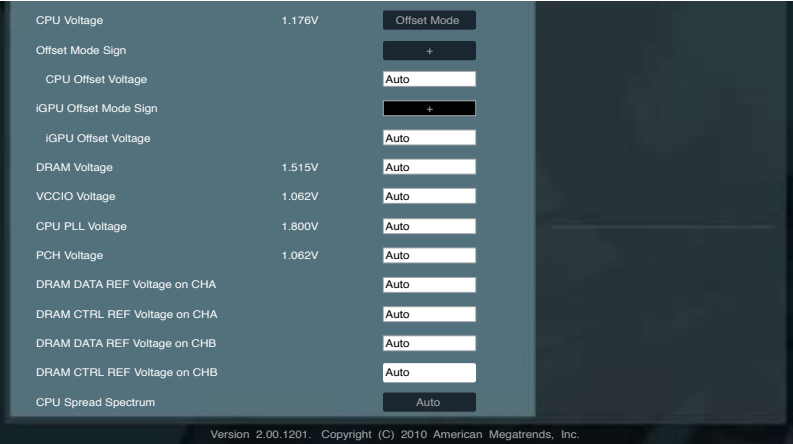 CPU Voltage 1.176V Offset Mode
Offset Mode Sign +
CPU Offset Voltage Auto
iGPU Offset Mode Sign +
iGPU Offset Voltage Auto
DRAM Voltage 1.515V Auto
VCCIO Voltage 1.062V Auto
CPU PLL Voltage 1.800V Auto
PCH Voltage 1.062V Auto
DRAM DATA REF Voltage on CHA Auto
DRAM CTRL REF Voltage on CHA Auto
DRAM DATA REF Voltage on CHB Auto
DRAM CTRL REF Voltage on CHB Auto
CPU Spread Spectrum Auto
Version 2.00.1201. Copyright (C) 2010 American Megatrends, Inc.